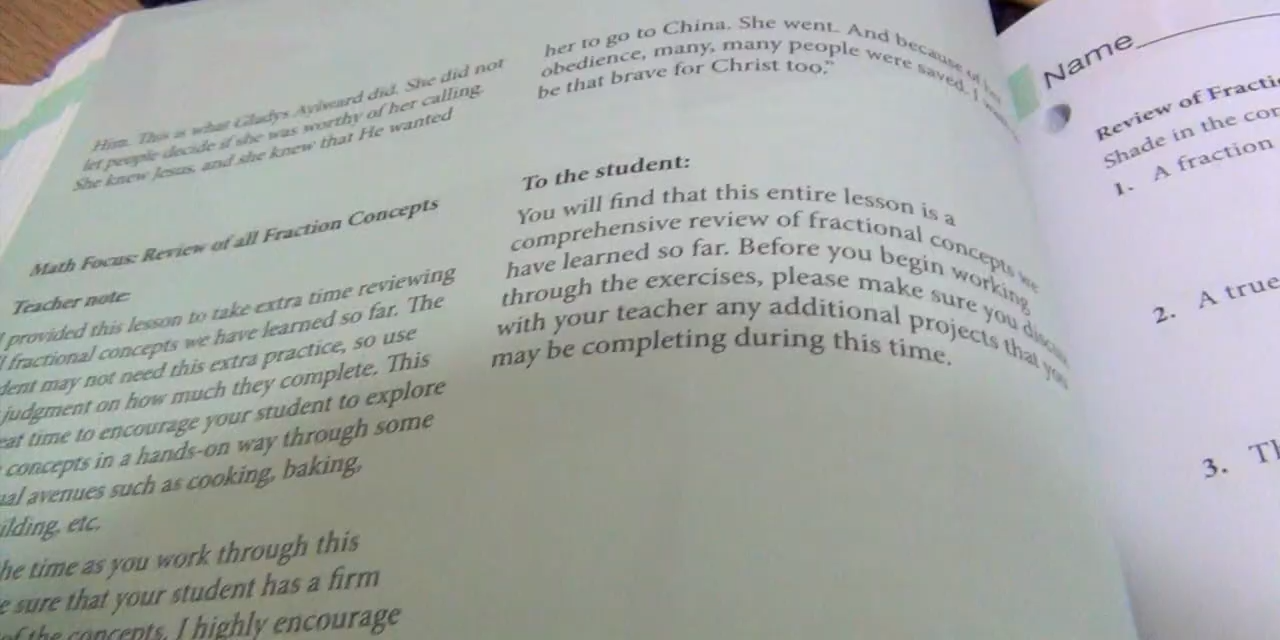 Him. This is what Gladys Aylward did. She did not
let people decide if she was worthy of her calling.
She knew Jesus, and she knew that He wanted
Math Focus: Review of all Fraction Concepts
Teacher note:
provided this lesson to take extra time reviewing
fractional concepts we have learned so far. The
may not need this extra practice, so use
judgment on how much they complete. This
time to encourage your student to explore
concepts in a hands-on way through some
avenues such as cooking, baking,
etc.
time as you work through this
sure that your student has a firm
of the concepts. I highly encourage
her to go to China. She went. And because of her
obedience, many, many people were saved. I
be that brave for Christ too."
To the student:
You will find that this entire lesson is a
comprehensive review of fractional concepts we
have learned so far. Before you begin working
through the exercises, please make sure you discuss
with your teacher any additional projects that you
may be completing during this time.
Name
Review of
Shade in the
1. A fraction
2. A true
3.